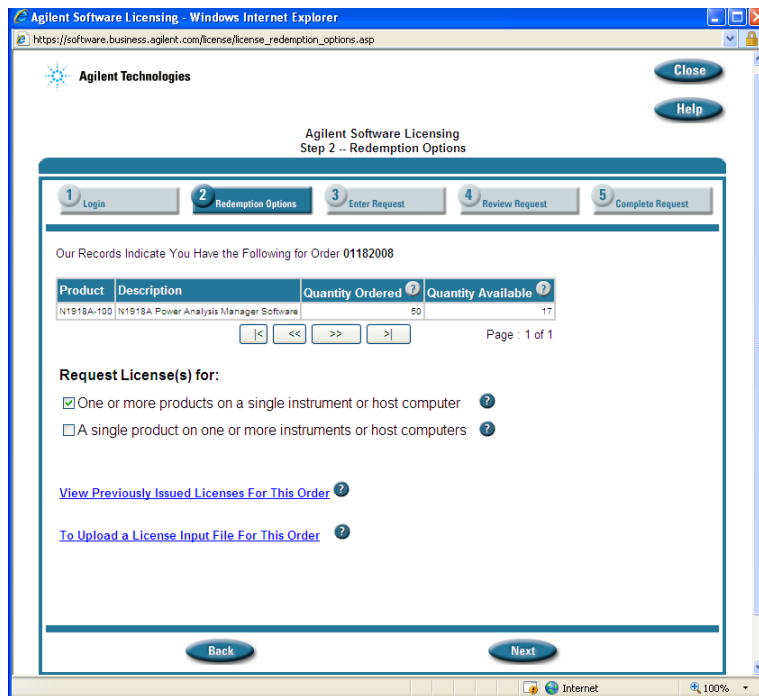 Agilent Software Licensing - Windows Internet Explorer
https://software.business.agilent.com/license/license_redemption_options.asp
Agilent Technologies
Close
Help
Agilent Software Licensing
Step 2 -- Redemption Options
1 Login 2 Redemption Options 3 Enter Request 4 Review Request 5 Complete Request
Our Records Indicate You Have the Following for Order 01182008
Product Description Quantity Ordered ? Quantity Available ?
N1918A-100 N1918A Power Analysis Manager Software 50 17
|< << >> >| Page : 1 of 1
Request License(s) for:
One or more products on a single instrument or host computer ?
A single product on one or more instruments or host computers ?
View Previously Issued Licenses For This Order ?
To Upload a License Input File For This Order ?
Back Next
Internet 100%